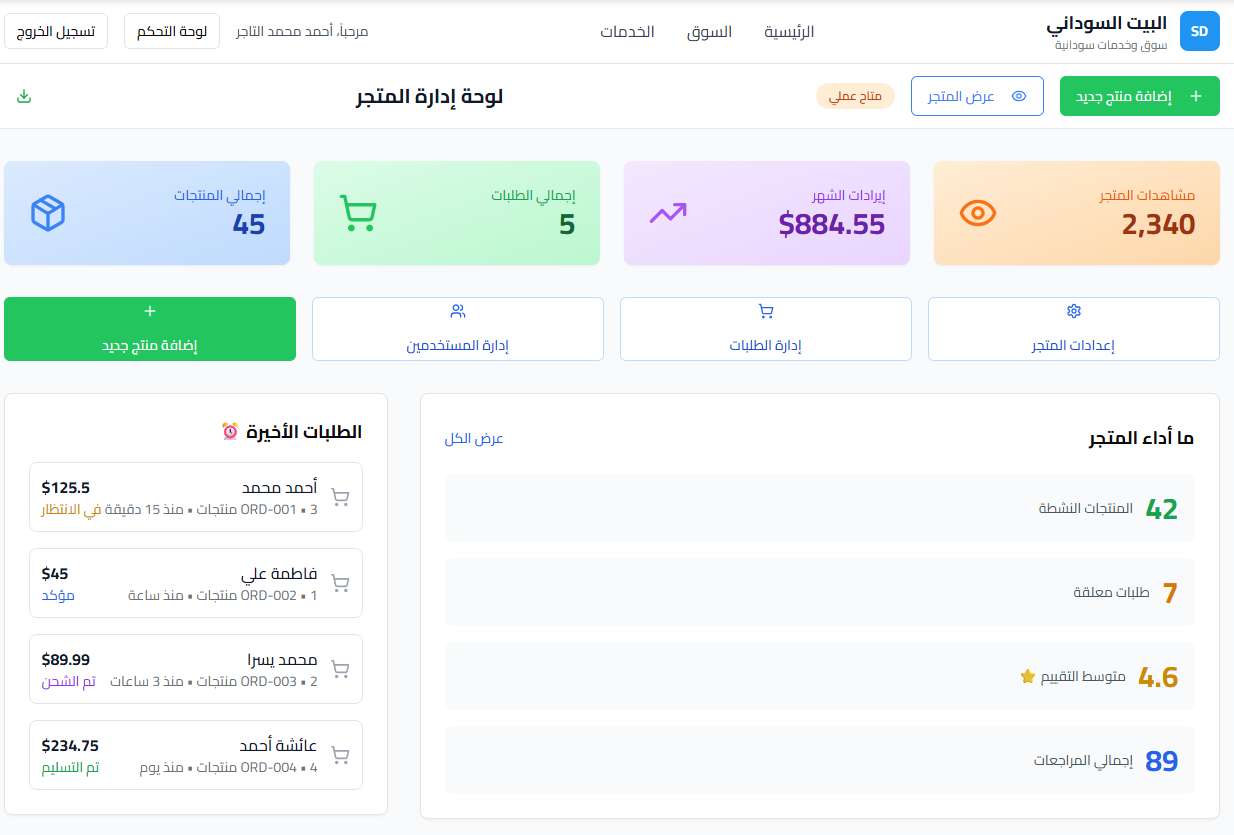 SD
البيت السوداني
سوق وخدمات سودانية
الرئيسية
السوق
الخدمات
مرحباً، أحمد محمد التاجر
لوحة التحكم
تسجيل الخروج
إضافة منتج جديد
عرض المتجر
متاح عملي
لوحة إدارة المتجر
مشاهدات المتجر
2,340
إيرادات الشهر
$884.55
إجمالي الطلبات
5
إجمالي المنتجات
45
إعدادات المتجر
إدارة الطلبات
إدارة المستخدمين
إضافة منتج جديد
ما أداء المتجر
عرض الكل
42 المنتجات النشطة
7 طلبات معلقة
4.6 متوسط التقييم ⭐
89 إجمالي المراجعات
الطلبات الأخيرة ⏰
أحمد محمد
$125.5
ORD-001 • 3 منتجات • منذ 15 دقيقة
في الانتظار
فاطمة علي
$45
ORD-002 • 1 منتجات • منذ ساعة
مؤكد
محمد يسرا
$89.99
ORD-003 • 2 منتجات • منذ 3 ساعات
تم الشحن
عائشة أحمد
$234.75
ORD-004 • 4 منتجات • منذ يوم
تم التسليم